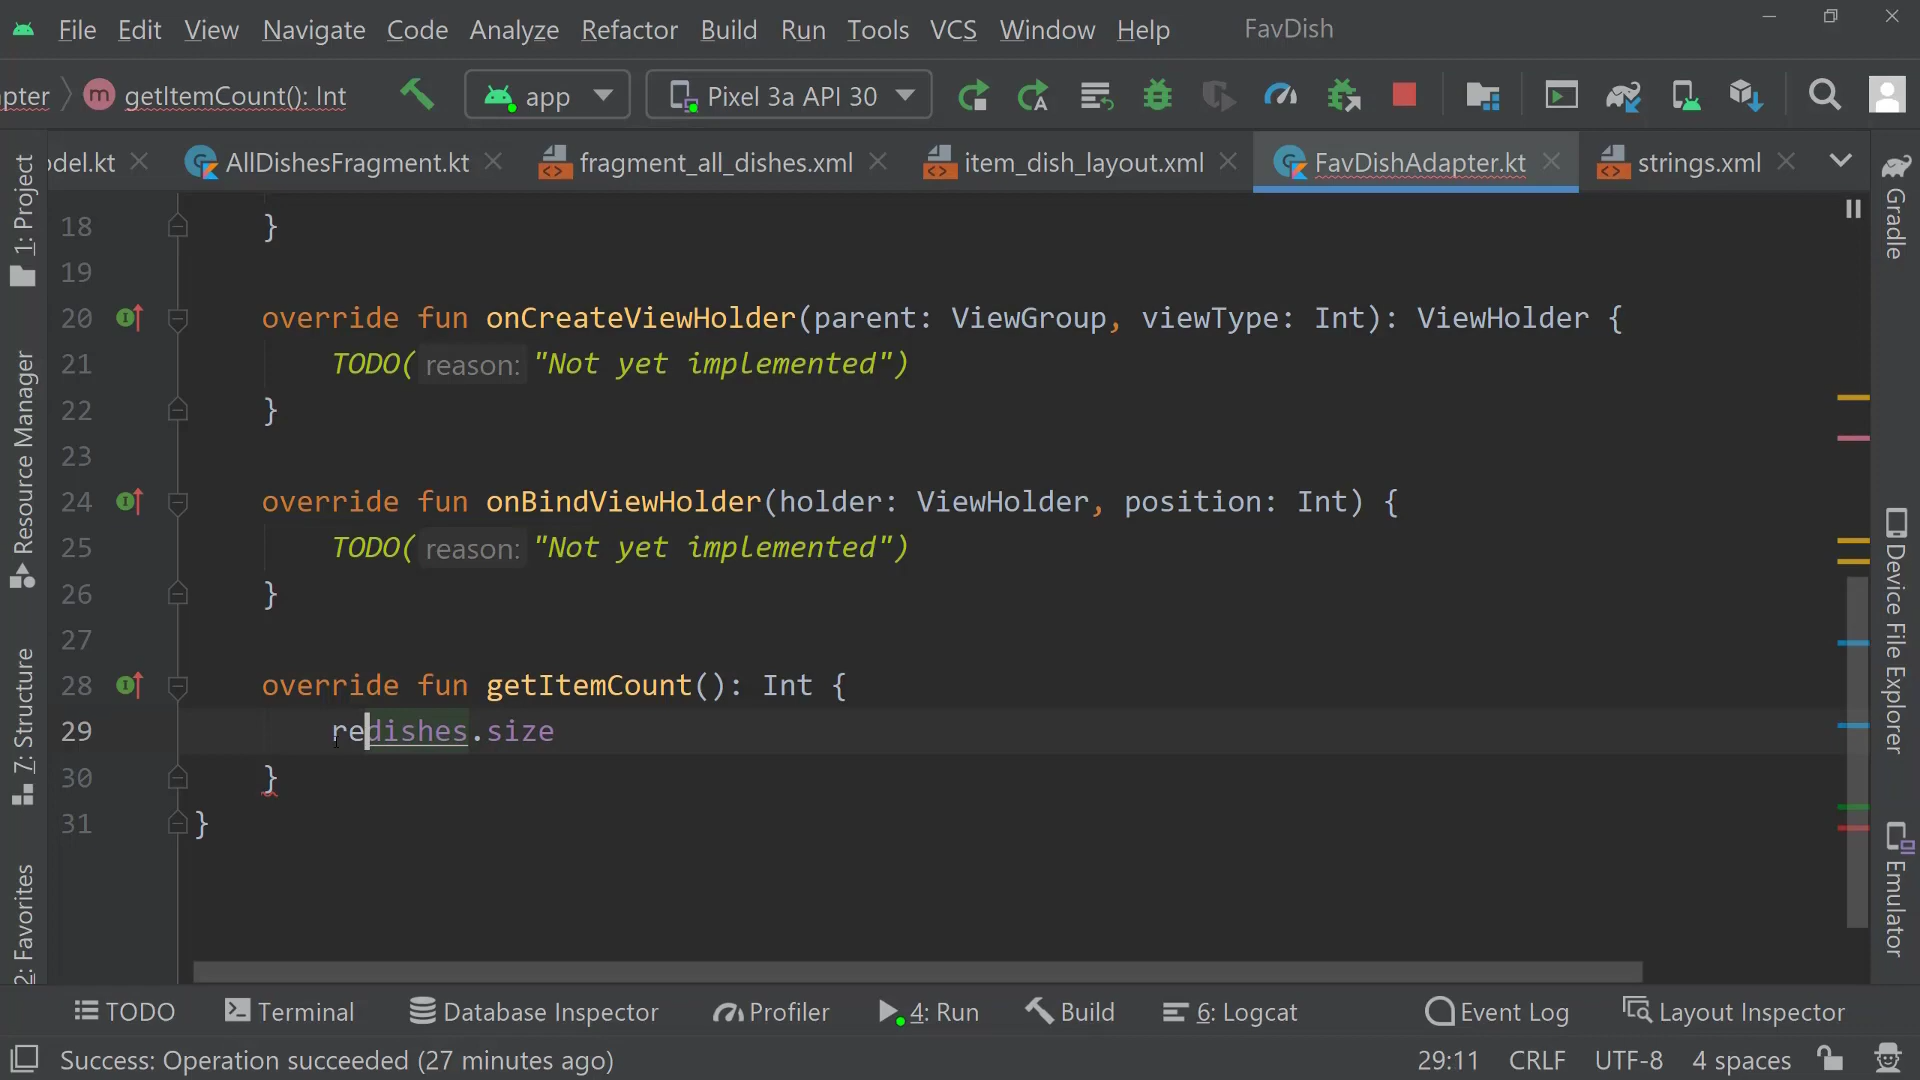 File Edit View Navigate Code Analyze Refactor Build Run Tools VCS Window Help FavDish
pter m getItemCount(): Int app Pixel 3a API 30
odel.kt AllDishesFragment.kt fragment_all_dishes.xml item_dish_layout.xml FavDishAdapter.kt strings.xml
1: Project
Resource Manager
7: Structure
2: Favorites
18 }
19
20 override fun onCreateViewHolder(parent: ViewGroup, viewType: Int): ViewHolder {
21 TODO( reason: "Not yet implemented")
22 }
23
24 override fun onBindViewHolder(holder: ViewHolder, position: Int) {
25 TODO( reason: "Not yet implemented")
26 }
27
28 override fun getItemCount(): Int {
29 redishes.size
30 }
31 }
Gradle
Device File Explorer
Emulator
TODO Terminal Database Inspector Profiler 4: Run Build 6: Logcat Event Log Layout Inspector
Success: Operation succeeded (27 minutes ago) 29:11 CRLF UTF-8 4 spaces